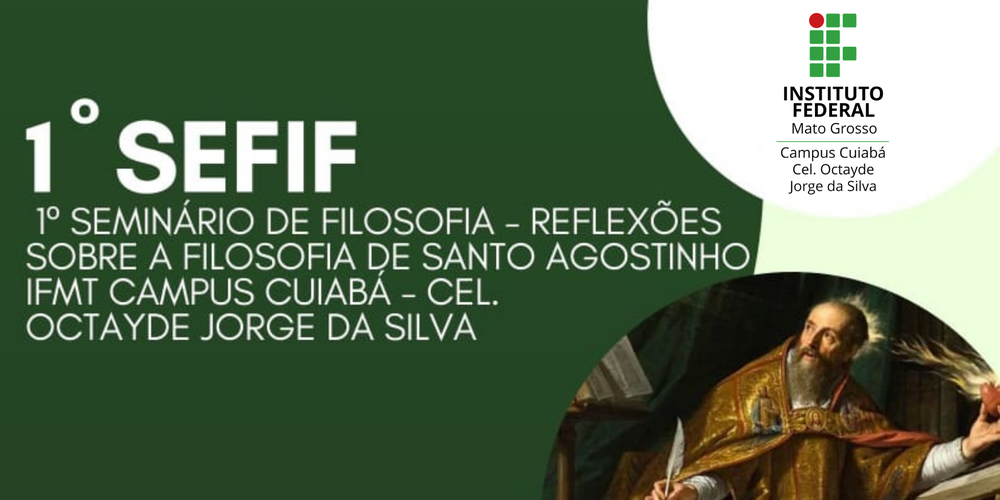 1° SEFIF
1º SEMINÁRIO DE FILOSOFIA – REFLEXÕES
SOBRE A FILOSOFIA DE SANTO AGOSTINHO
IFMT CAMPUS CUIABÁ – CEL.
OCTAYDE JORGE DA SILVA
INSTITUTO
FEDERAL
Mato Grosso
Campus Cuiabá
Cel. Octayde
Jorge da Silva